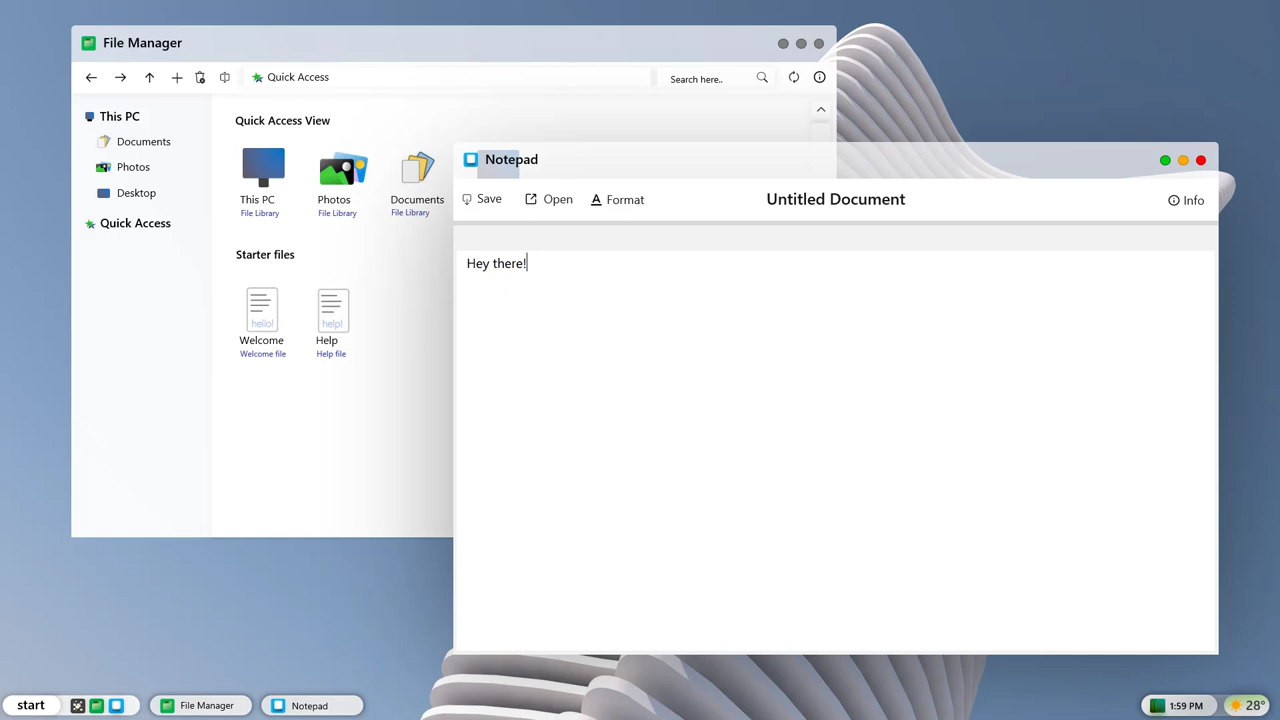 File Manager
Quick Access
Search here..
This PC
Documents
Photos
Desktop
Quick Access
Quick Access View
This PC
File Library
Photos
File Library
Documents
File Library
Starter files
hello!
Welcome
Welcome file
help!
Help
Help file
Notepad
Save
Open
A Format
Untitled Document
Info
Hey there!
start
File Manager
Notepad
1:59 PM
28°